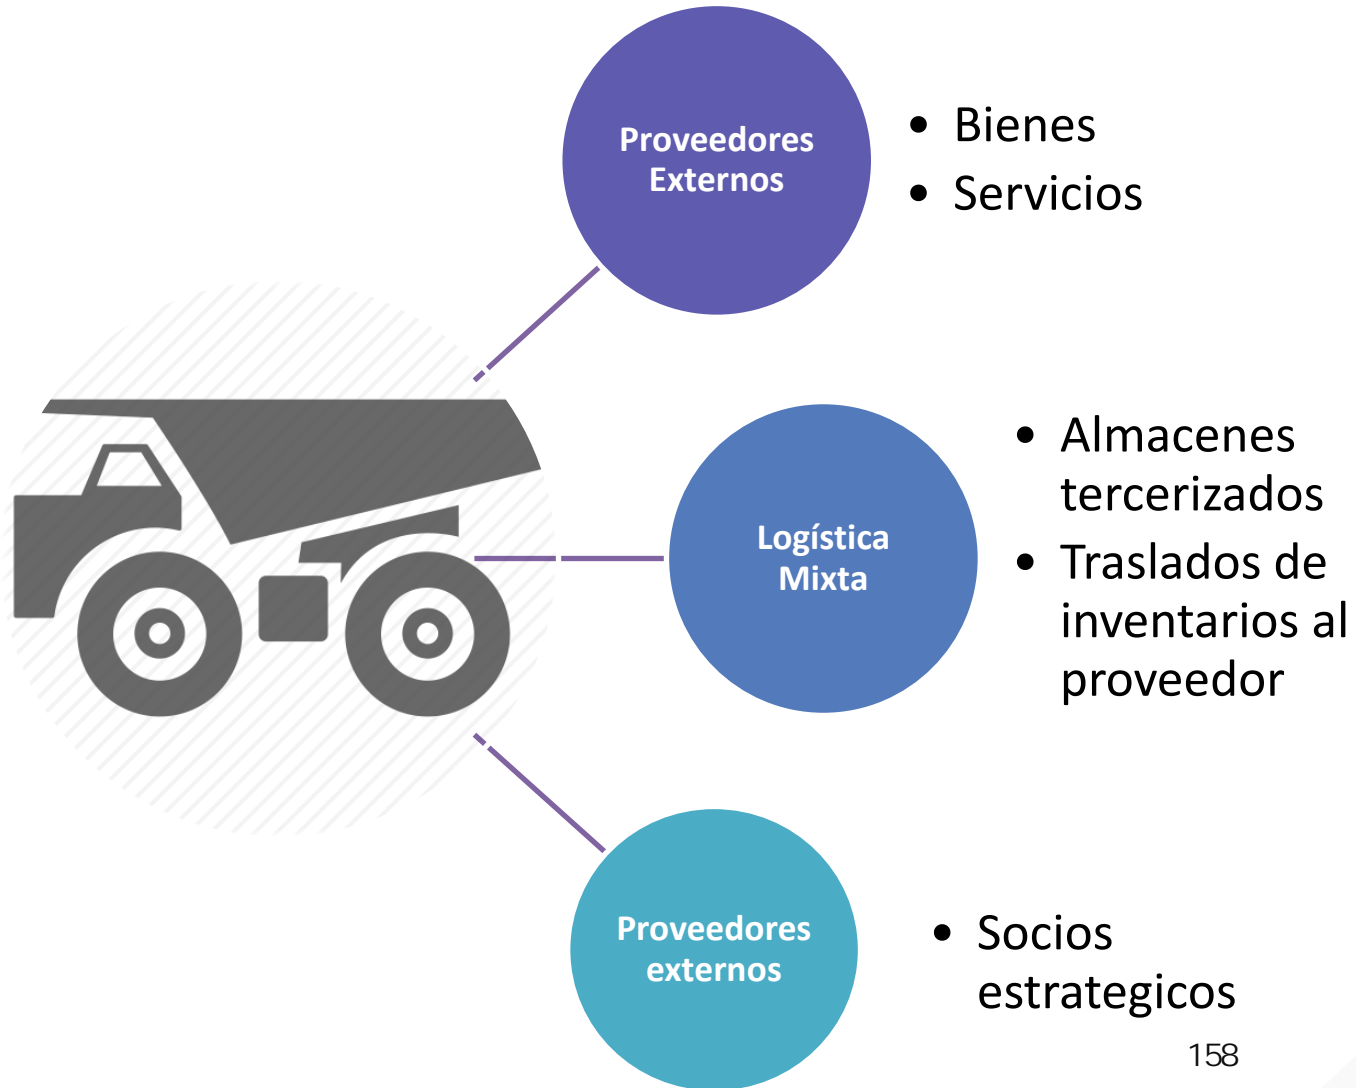 Proveedores
Externos
• Bienes
• Servicios
Logística
Mixta
• Almacenes
tercerizados
• Traslados de
inventarios al
proveedor
Proveedores
externos
• Socios
estrategicos
158